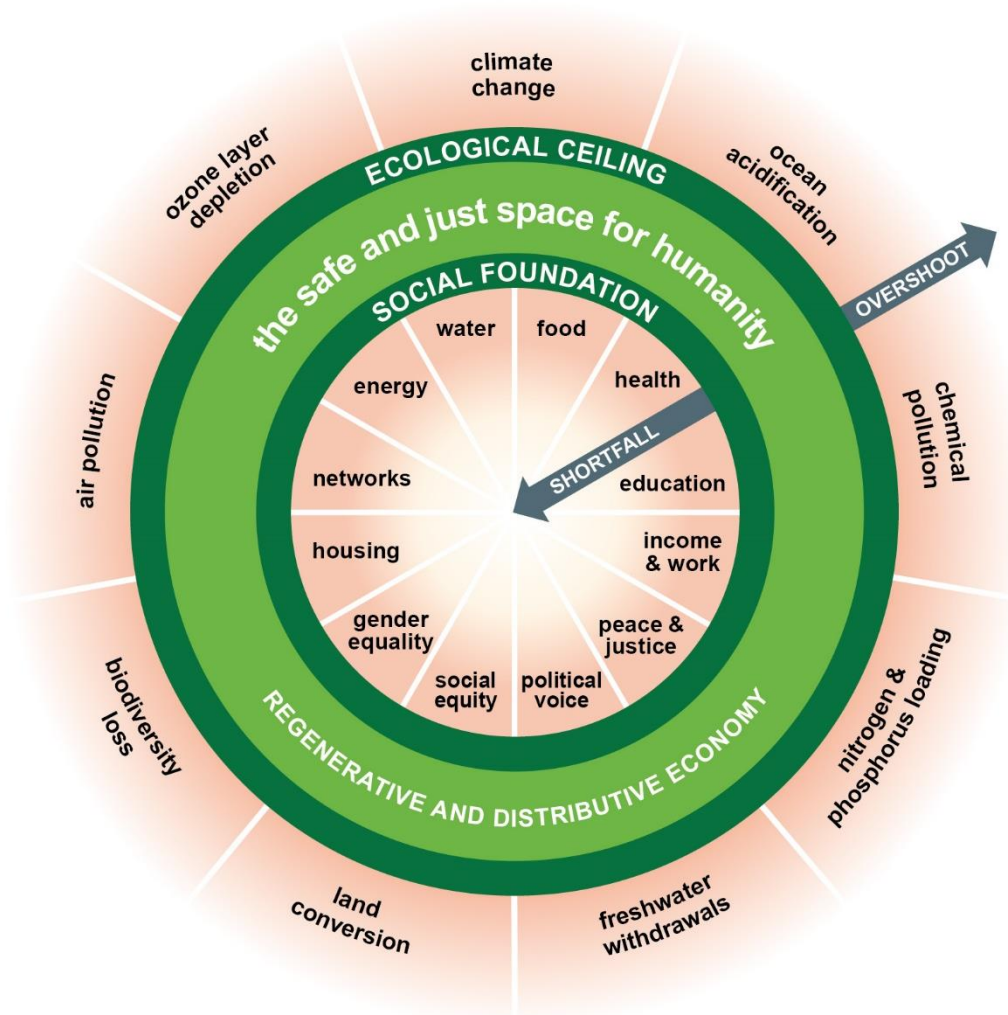 climate
change
ozone layer
depletion
ocean
acidification
ECOLOGICAL CEILING
the safe and just space for humanity
OVERSHOOT
SOCIAL FOUNDATION
water
food
energy
health
SHORTFALL
air pollution
chemical
pollution
networks
education
housing
income
& work
gender
equality
peace &
justice
social
equity
political
voice
biodiversity
loss
nitrogen &
phosphorus loading
REGENERATIVE AND DISTRIBUTIVE ECONOMY
land
conversion
freshwater
withdrawals